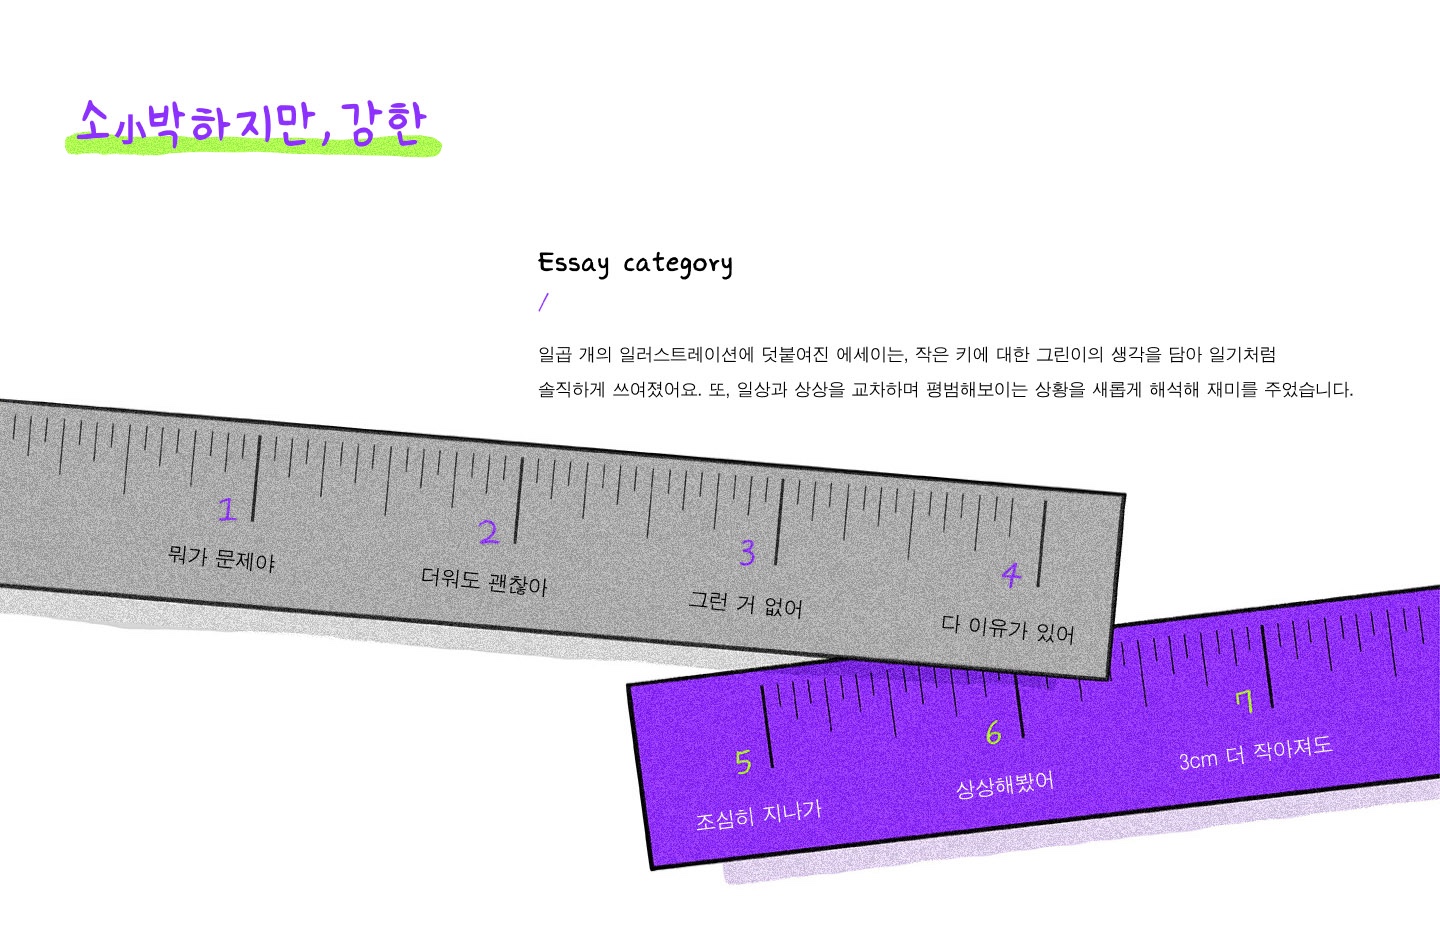 소小박하지만, 강한
Essay category
/
일곱 개의 일러스트레이션에 덧붙여진 에세이는, 작은 키에 대한 그린이의 생각을 담아 일기처럼
솔직하게 쓰여졌어요. 또, 일상과 상상을 교차하며 평범해보이는 상황을 새롭게 해석해 재미를 주었습니다.
1
뭐가 문제야
2
더워도 괜찮아
3
그런 거 없어
4
다 이유가 있어
5
조심히 지나가
6
상상해봤어
7
3cm 더 작아져도